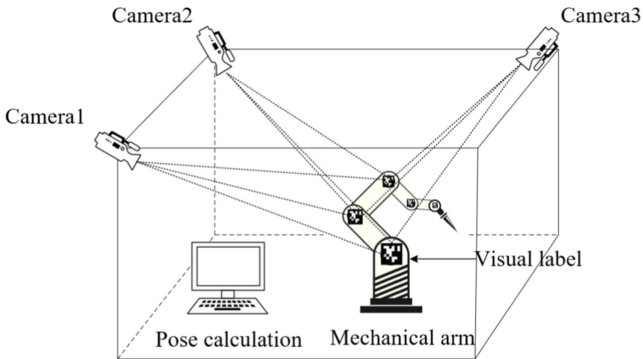 Camera2
Camera3
Camera1
Visual label
Pose calculation
Mechanical arm